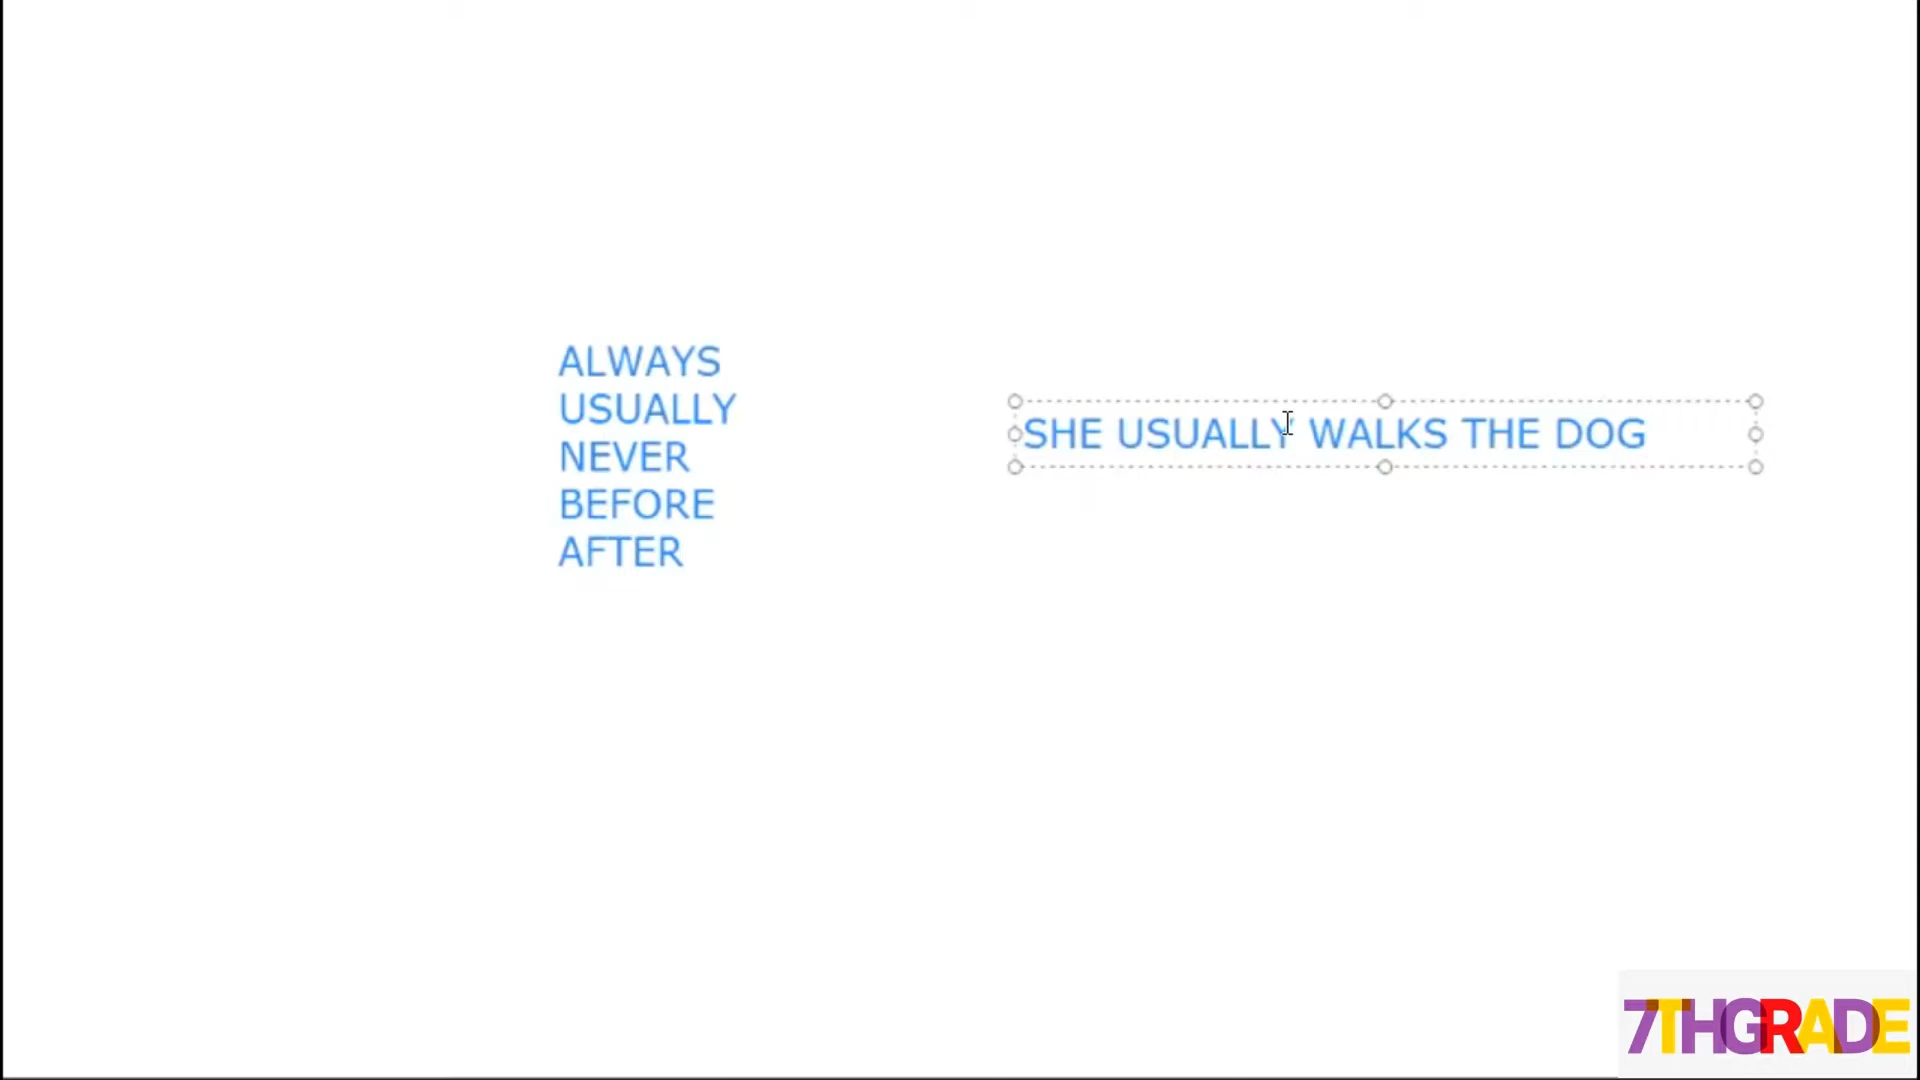 ALWAYS
USUALLY
NEVER
BEFORE
AFTER
SHE USUALLY WALKS THE DOG
7THGRADE